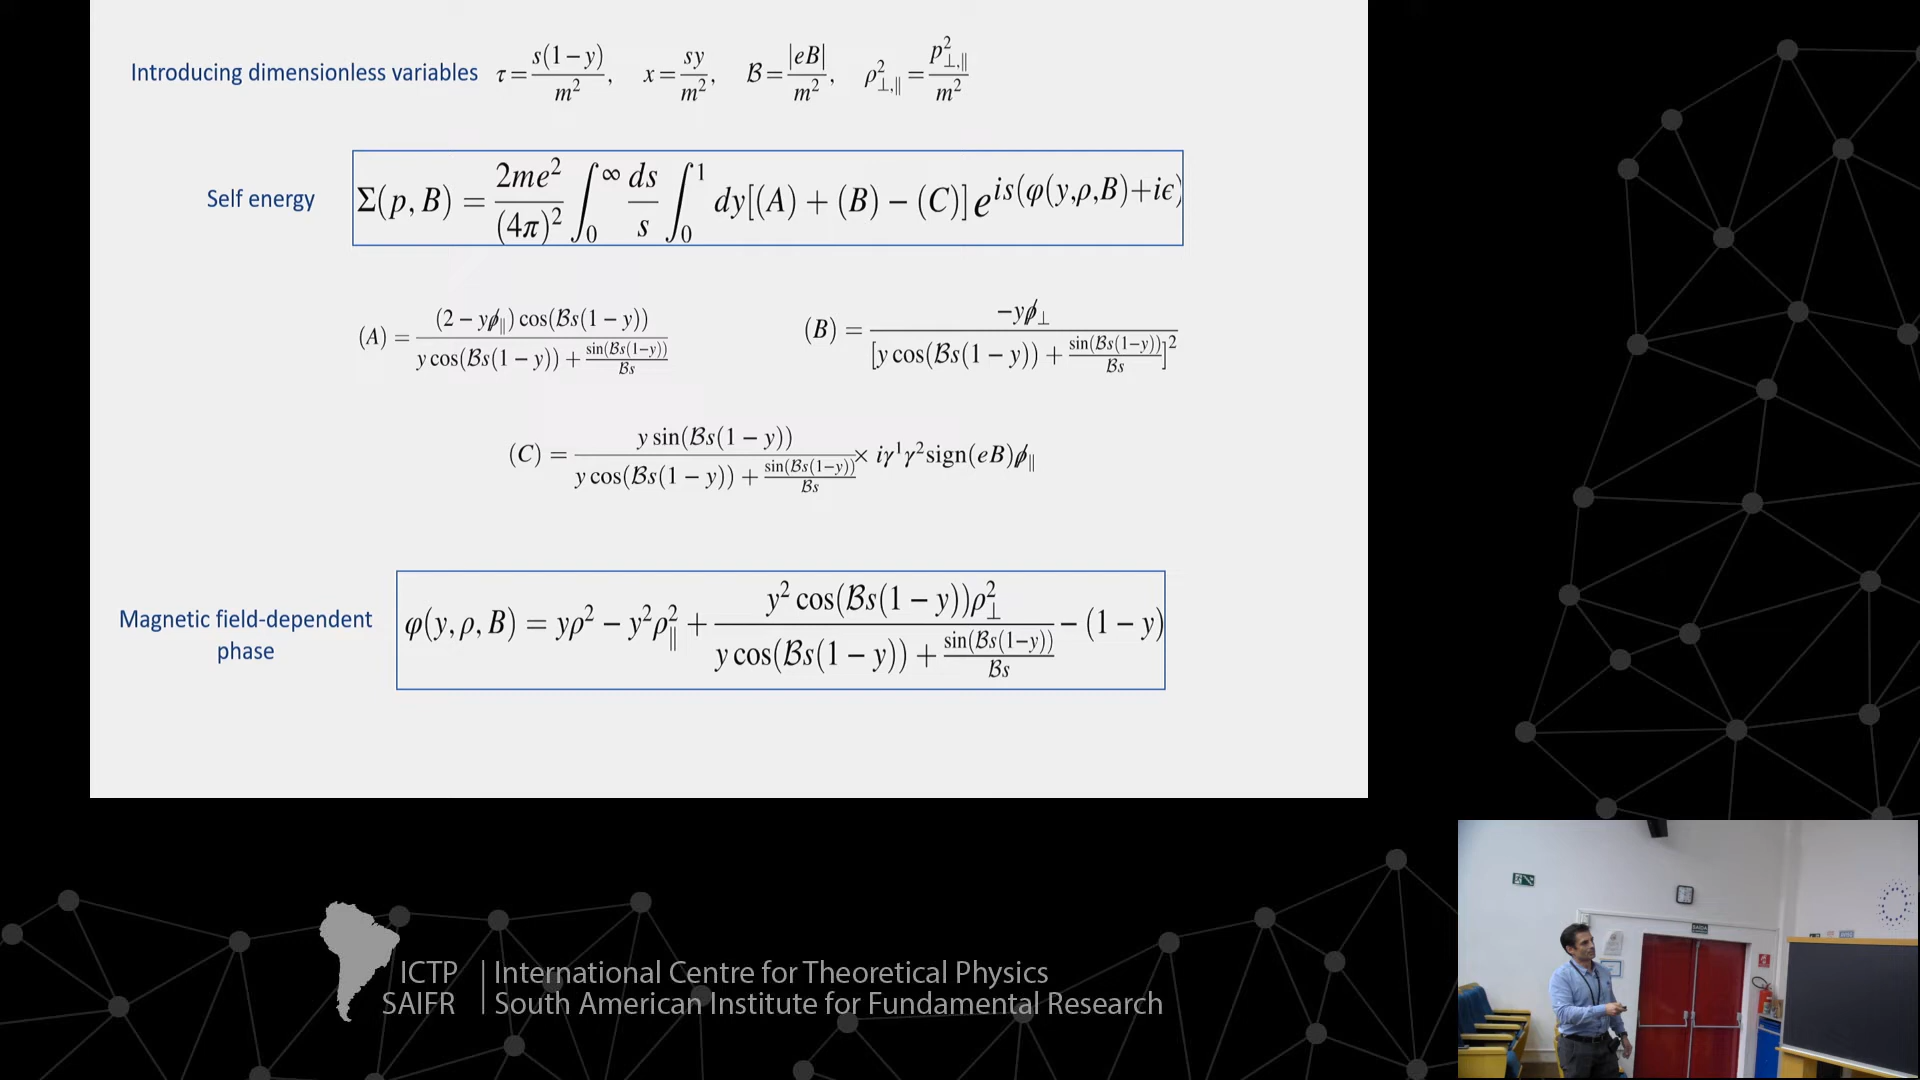 Introducing dimensionless variables τ = s(1 − y)/m², x = sy/m², ℬ = |eB|/m², ρ²⊥,∥ = p²⊥,∥/m²
Self energy Σ(p, B) = 2me²/(4π)² ∫₀^∞ ds/s ∫₀¹ dy[(A) + (B) − (C)] e^{is(φ(y,ρ,B)+iϵ)}
(A) = (2 − yρ̸∥) cos(ℬs(1 − y)) / (y cos(ℬs(1 − y)) + sin(ℬs(1−y))/ℬs) (B) = −yρ̸⊥ / [y cos(ℬs(1 − y)) + sin(ℬs(1−y))/ℬs]²
(C) = y sin(ℬs(1 − y)) / (y cos(ℬs(1 − y)) + sin(ℬs(1−y))/ℬs) × iγ¹γ²sign(eB)ρ̸∥
Magnetic field-dependent
phase
φ(y, ρ, B) = yρ² − y²ρ²∥ + y² cos(ℬs(1 − y))ρ²⊥ / (y cos(ℬs(1 − y)) + sin(ℬs(1−y))/ℬs) − (1 − y)
ICTP | International Centre for Theoretical Physics
SAIFR | South American Institute for Fundamental Research